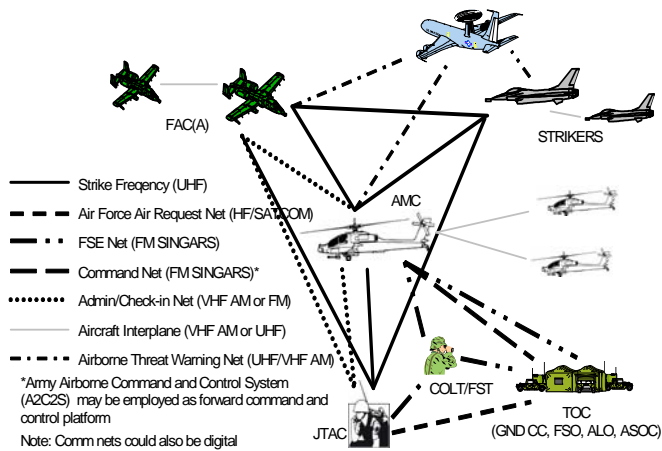 FAC(A)
STRIKERS
AMC
Strike Freqency (UHF)
Air Force Air Request Net (HF/SATCOM)
FSE Net (FM SINGARS)
Command Net (FM SINGARS)*
Admin/Check-in Net (VHF AM or FM)
Aircraft Interplane (VHF AM or UHF)
Airborne Threat Warning Net (UHF/VHF AM)
*Army Airborne Command and Control System
(A2C2S) may be employed as forward command and
control platform
Note: Comm nets could also be digital
COLT/FST
JTAC
TOC
(GND CC, FSO, ALO, ASOC)